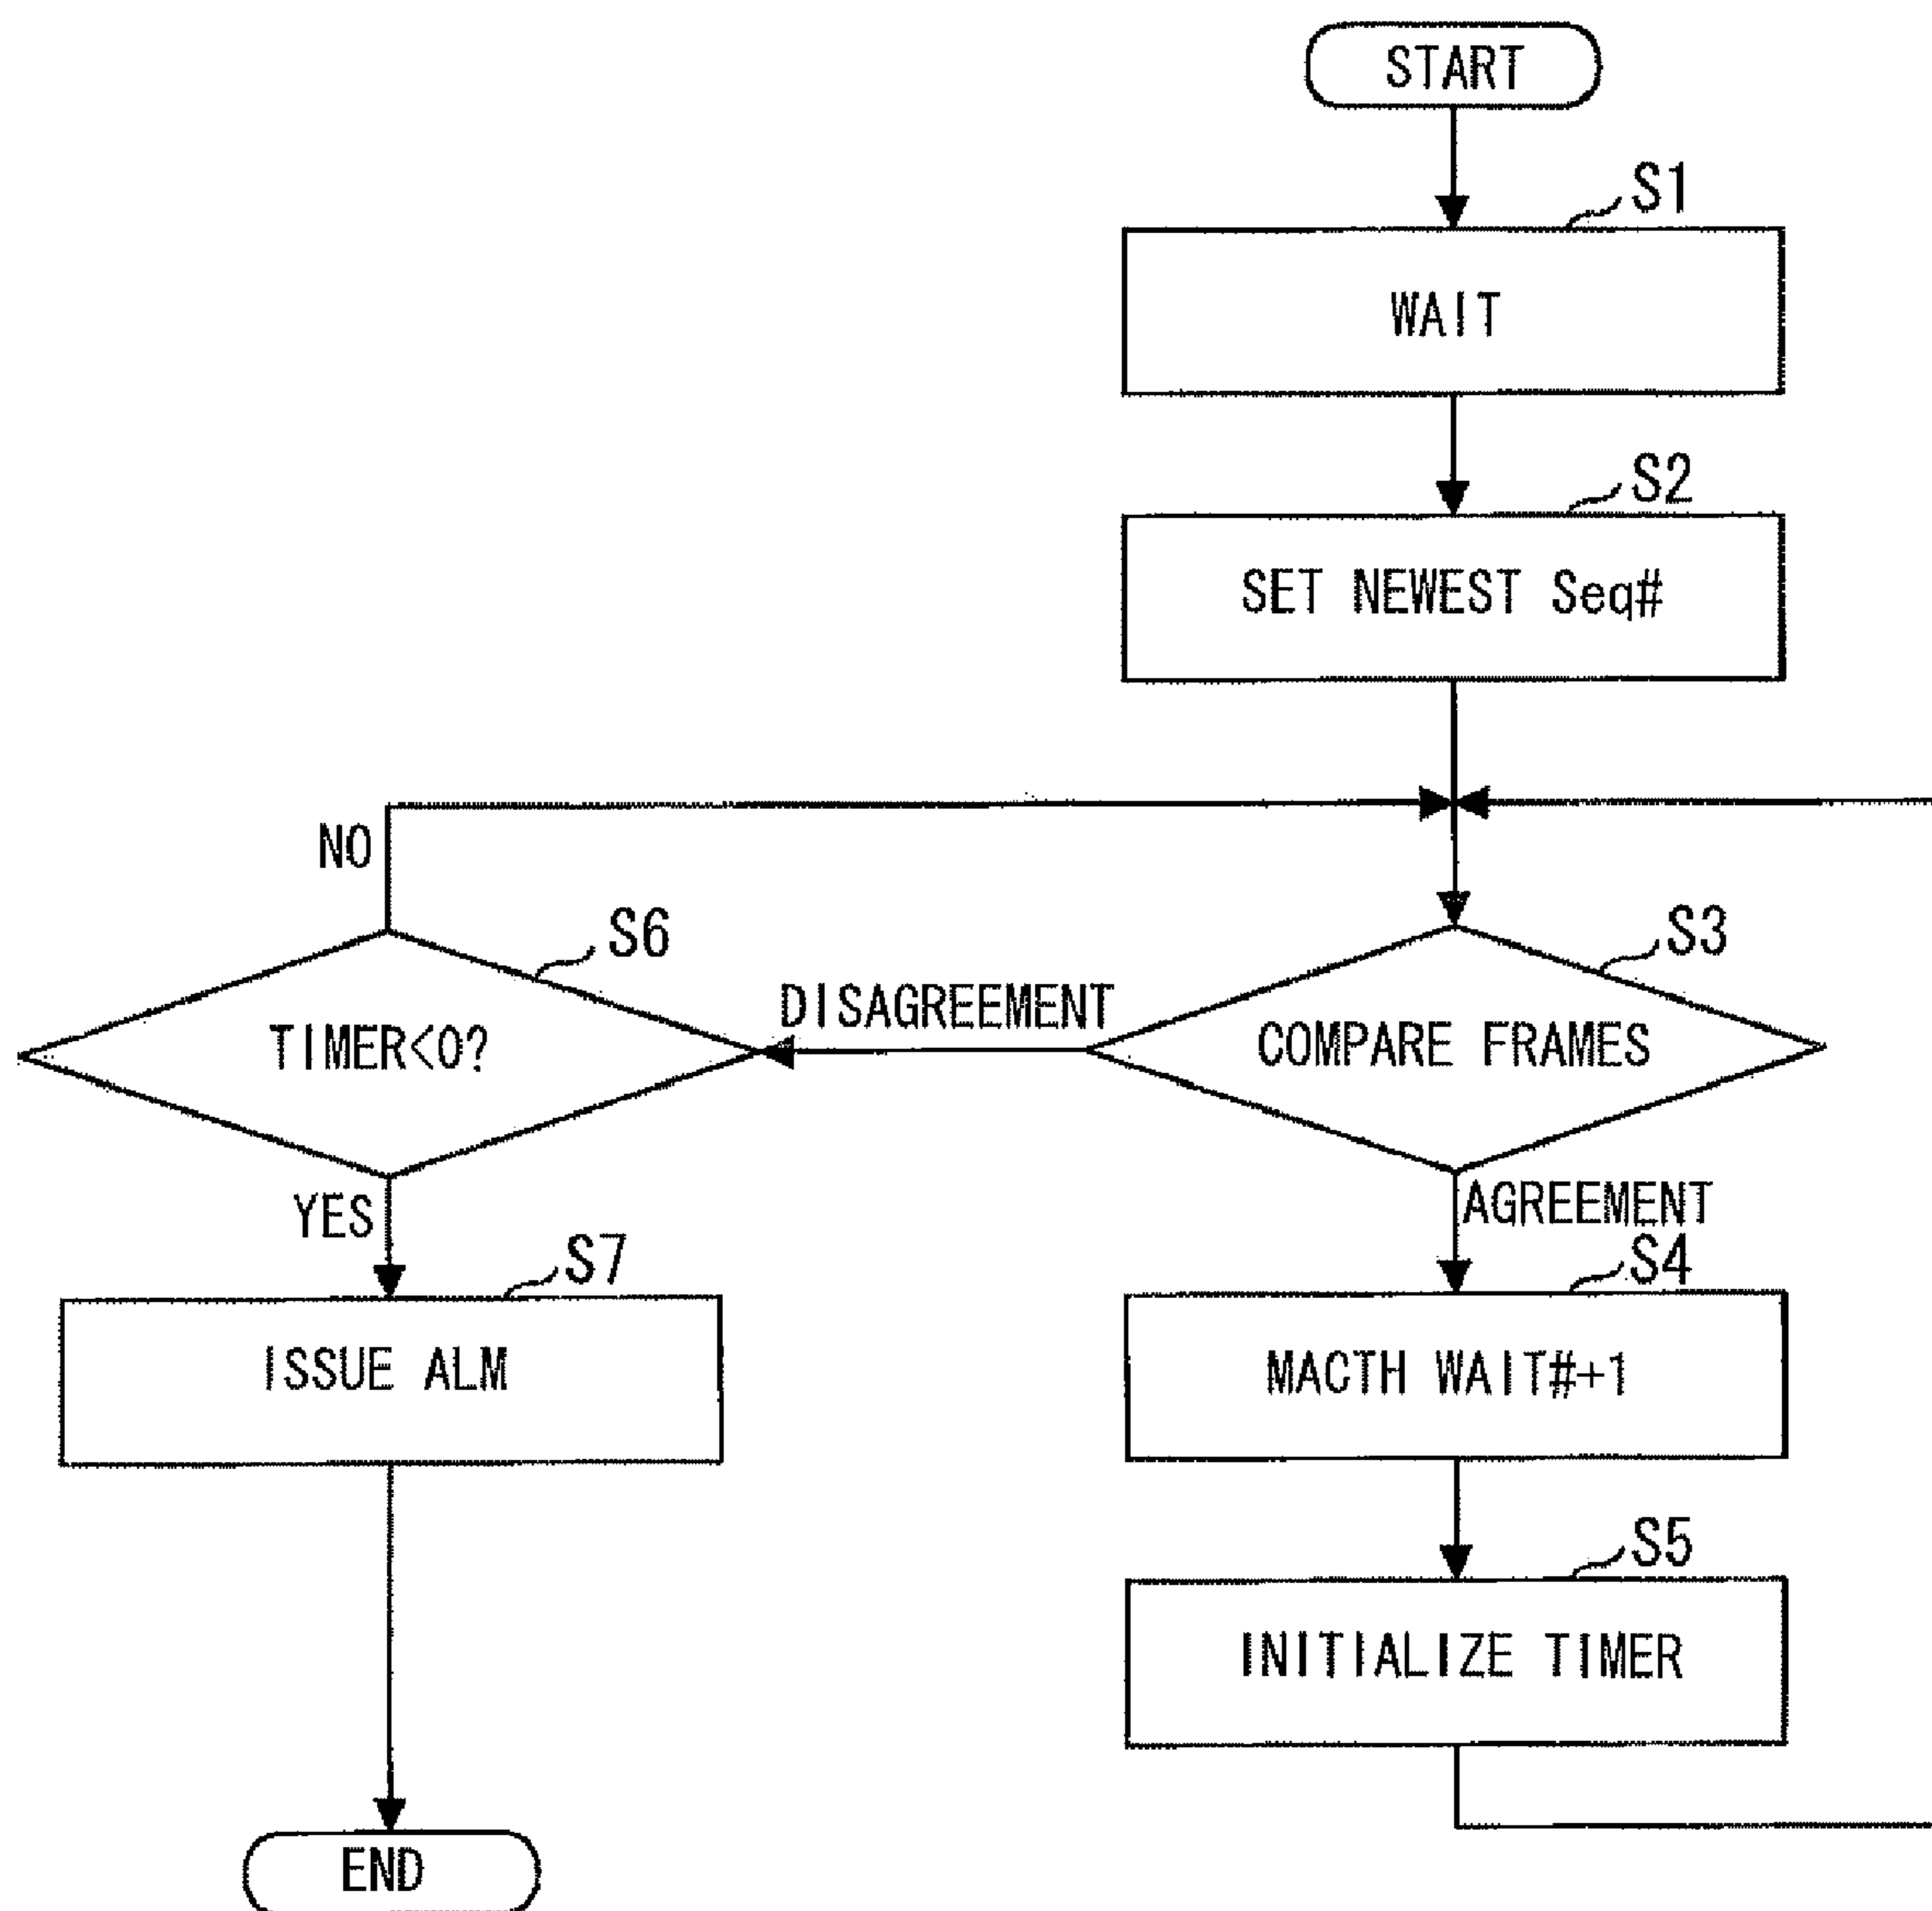 START
S1
WAIT
S2
SET NEWEST Seq#
NO
S6
S3
DISAGREEMENT
TIMER<0?
COMPARE FRAMES
YES
AGREEMENT
S7
S4
ISSUE ALM
MACTH WAIT#+1
S5
INITIALIZE TIMER
END